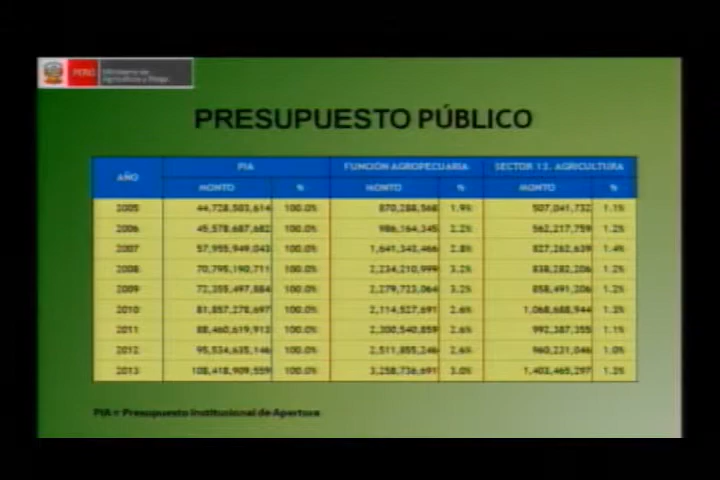 PERÚ Ministerio de Agricultura y Riego
PRESUPUESTO PÚBLICO
AÑO PIA FUNCIÓN AGROPECUARIA SECTOR 13. AGRICULTURA
MONTO % MONTO % MONTO %
2005 44,728,503,614 100.0% 870,288,568 1.9% 507,041,732 1.1%
2006 45,578,687,682 100.0% 986,164,345 2.2% 562,217,759 1.2%
2007 57,955,949,043 100.0% 1,641,343,466 2.8% 827,262,639 1.4%
2008 70,795,190,711 100.0% 2,234,210,999 3.2% 838,282,206 1.2%
2009 72,355,497,884 100.0% 2,279,723,064 3.2% 858,491,206 1.2%
2010 81,857,278,697 100.0% 2,114,527,691 2.6% 1,068,688,944 1.3%
2011 88,460,619,913 100.0% 2,300,540,859 2.6% 992,387,355 1.1%
2012 95,534,635,146 100.0% 2,511,855,246 2.6% 960,231,046 1.0%
2013 108,418,909,559 100.0% 3,258,736,691 3.0% 1,403,465,297 1.3%
PIA = Presupuesto Institucional de Apertura